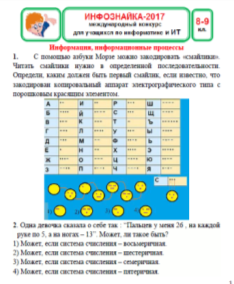 ИНФОЗНАЙКА-2017
международный конкурс
для учащихся по информатике и ИТ
8-9
кл.
Информация, информационные процессы
1. С помощью азбуки Морзе можно закодировать «смайлики»
Читать смайлики нужно в определенной последовательности.
Определи, каким должен быть первый смайлик, если известно, что
закодирован копировальный аппарат электрографического типа с
порошковым красящим элементом.
А И Р Ш
Б Й С
В К Т
Г Л У Ы
Д М Ф Ь
Е Н Х Э
Ж О Ц Ю
З П Ч Я
С
2. Одна девочка сказала о себе так: "Пальцев у меня 26, на каждой
руке по 5, а на ногах – 13". Может, ли такое быть?
1) Может, если система счисления – восьмеричная.
2) Может, если система счисления – шестеричная.
3) Может, если система счисления – семеричная.
4) Может, если система счисления – пятеричная.